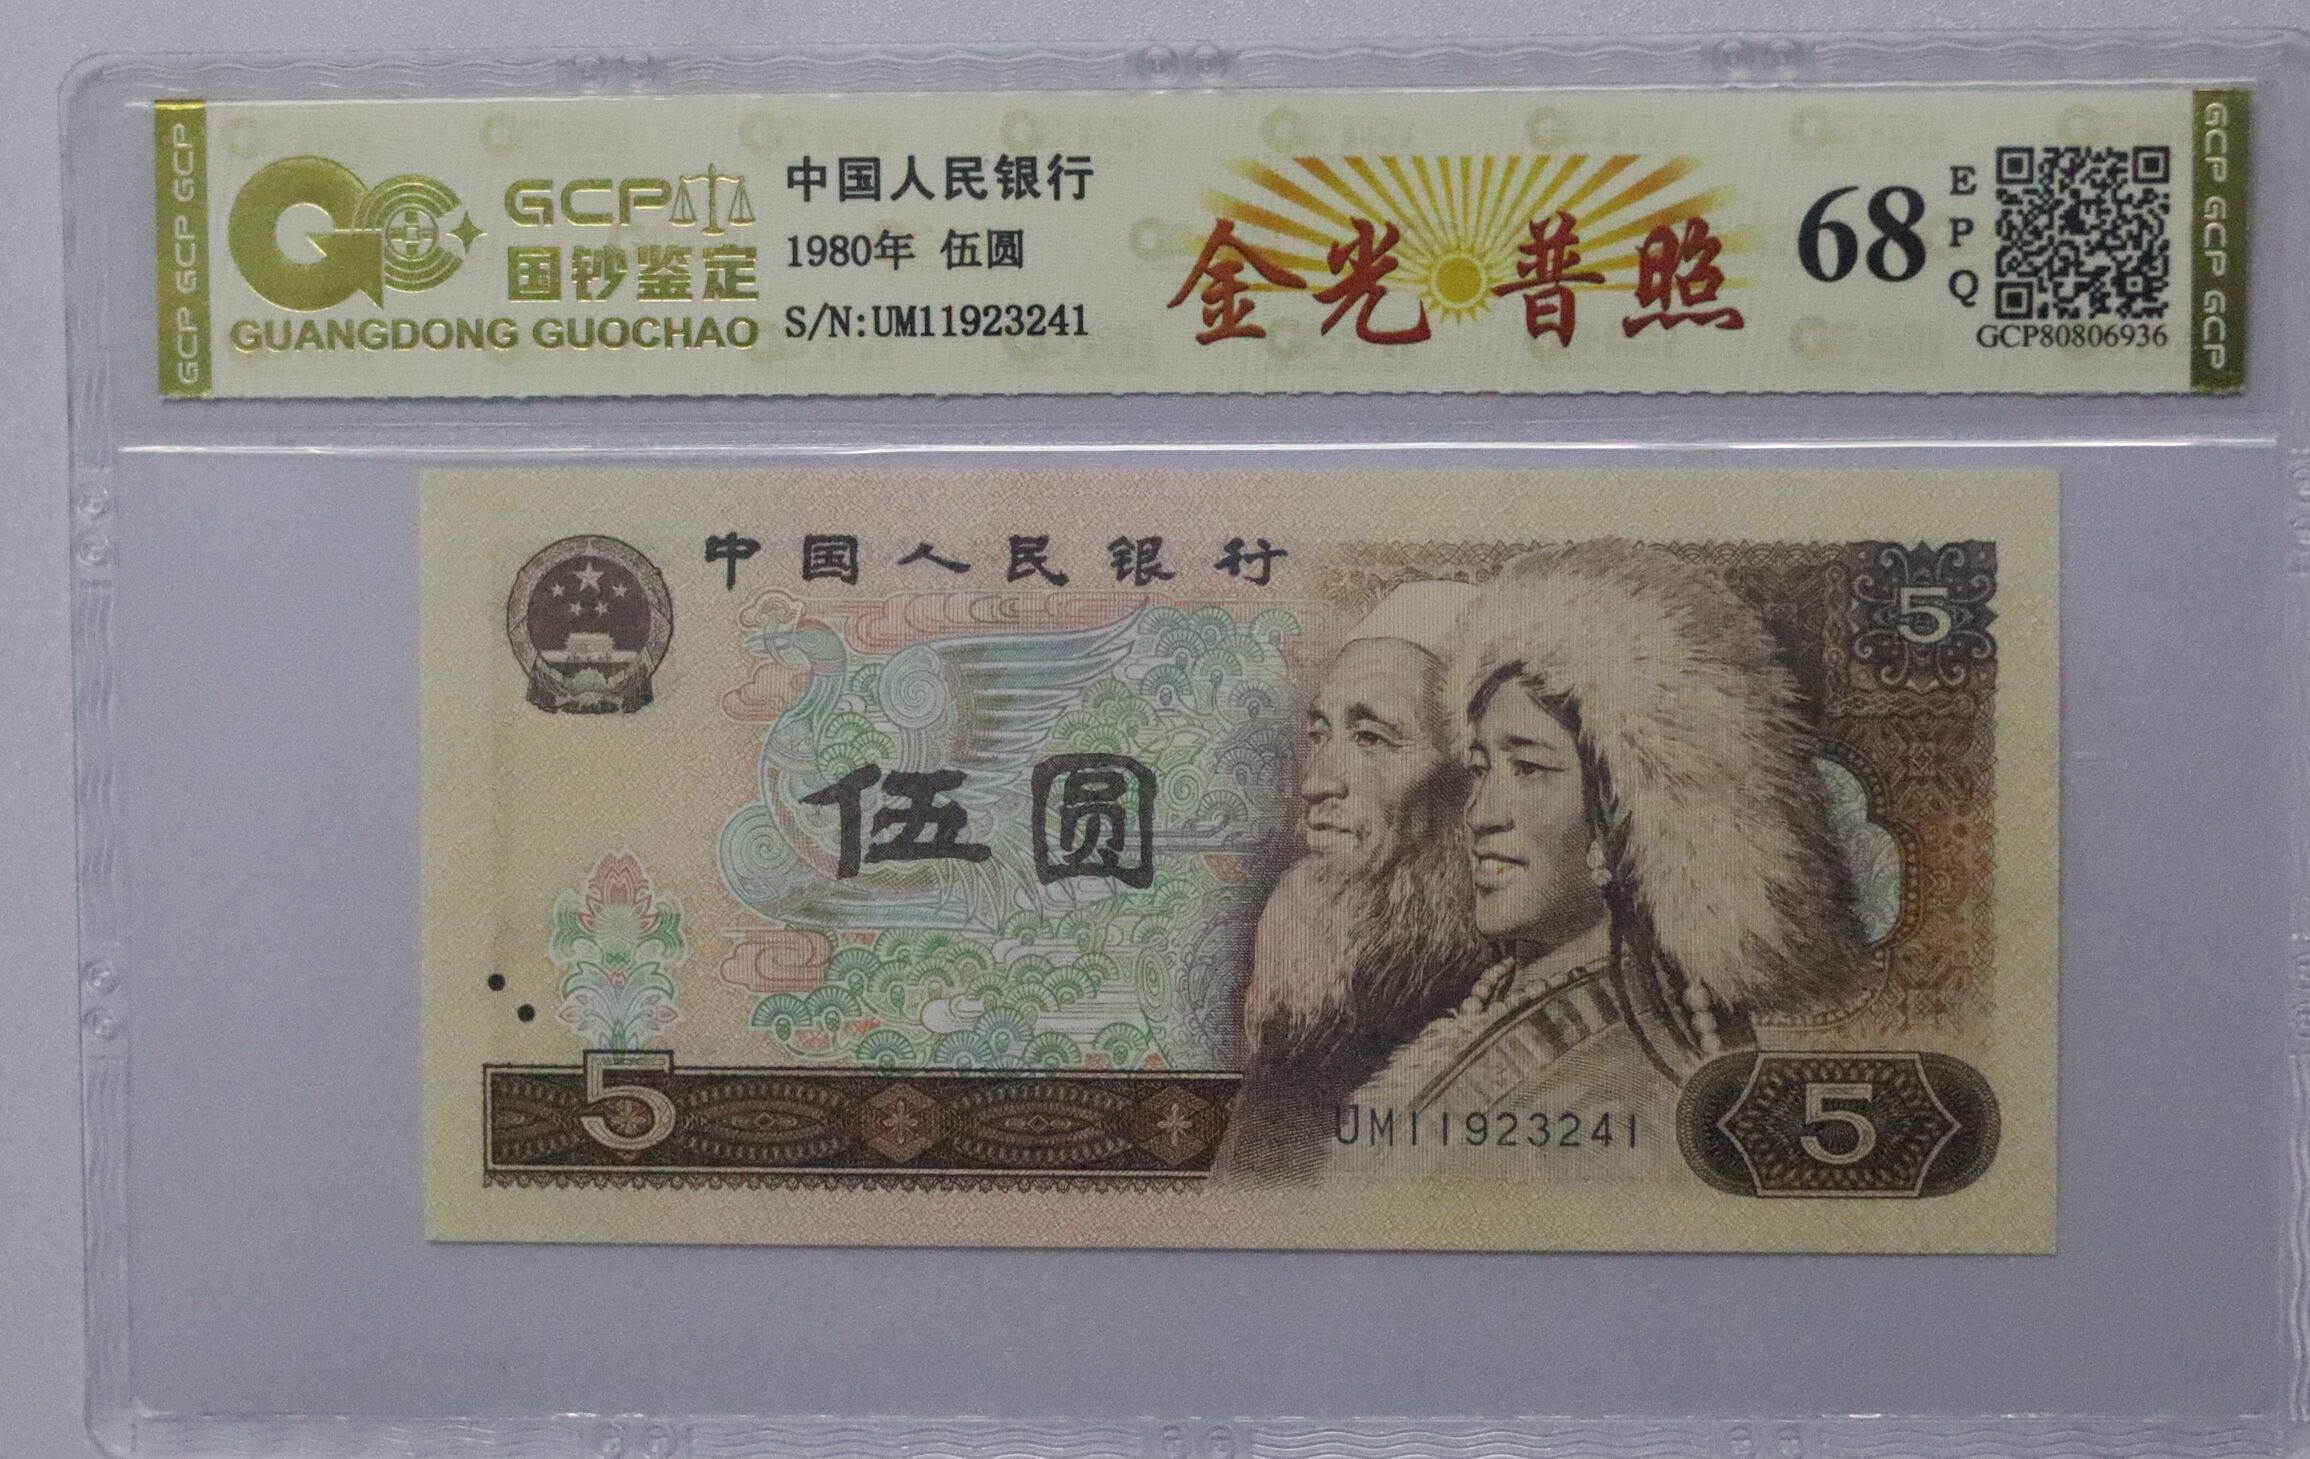 GCP GCP GCP
GCP
国钞鉴定
GUANGDONG GUOCHAO
中国人民银行
1980年 伍圆
S/N:UM11923241
金光普照
68
EPQ
GCP80806936
GCP GCP GCP
中国人民银行
5
伍圆
5
UM11923241
5